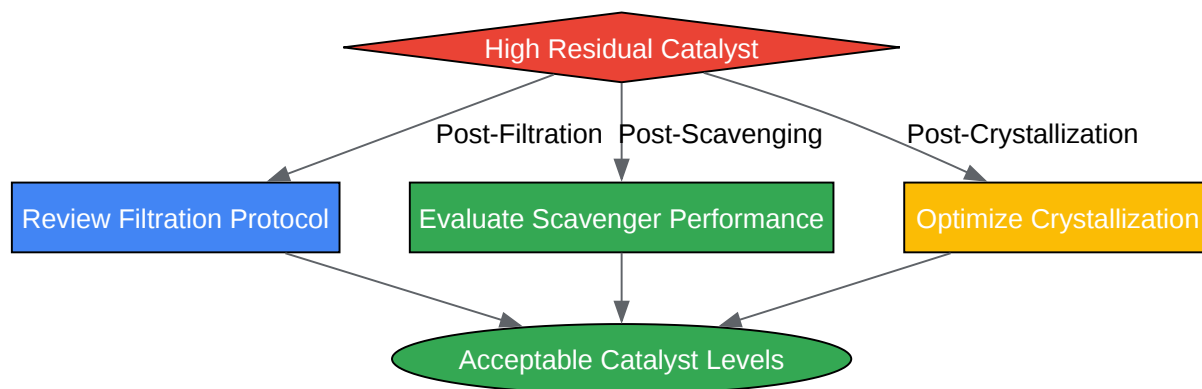 High Residual Catalyst
Post-Filtration
Post-Scavenging
Post-Crystallization
Review Filtration Protocol
Evaluate Scavenger Performance
Optimize Crystallization
Acceptable Catalyst Levels